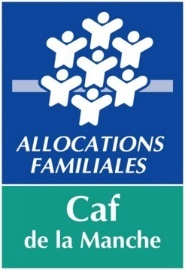 ALLOCATIONS
FAMILIALES
Caf
de la Manche